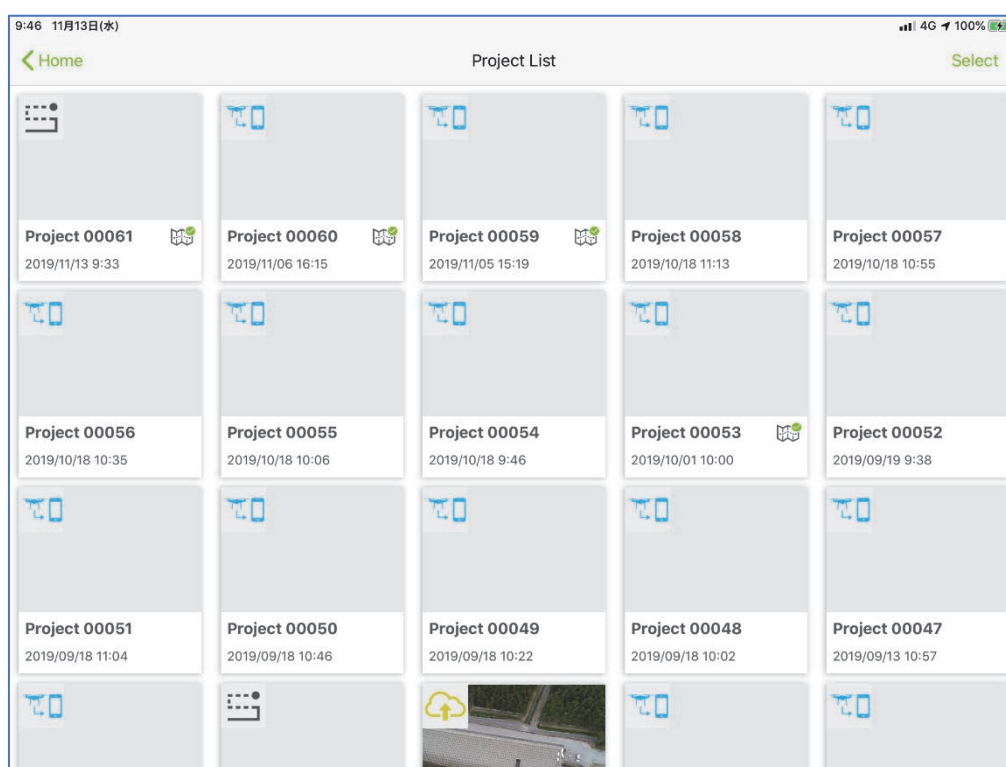 9:46 11月13日(水)
4G 100%
Home
Project List
Select
Project 00061
2019/11/13 9:33
Project 00060
2019/11/06 16:15
Project 00059
2019/11/05 15:19
Project 00058
2019/10/18 11:13
Project 00057
2019/10/18 10:55
Project 00056
2019/10/18 10:35
Project 00055
2019/10/18 10:06
Project 00054
2019/10/18 9:46
Project 00053
2019/10/01 10:00
Project 00052
2019/09/19 9:38
Project 00051
2019/09/18 11:04
Project 00050
2019/09/18 10:46
Project 00049
2019/09/18 10:22
Project 00048
2019/09/18 10:02
Project 00047
2019/09/13 10:57